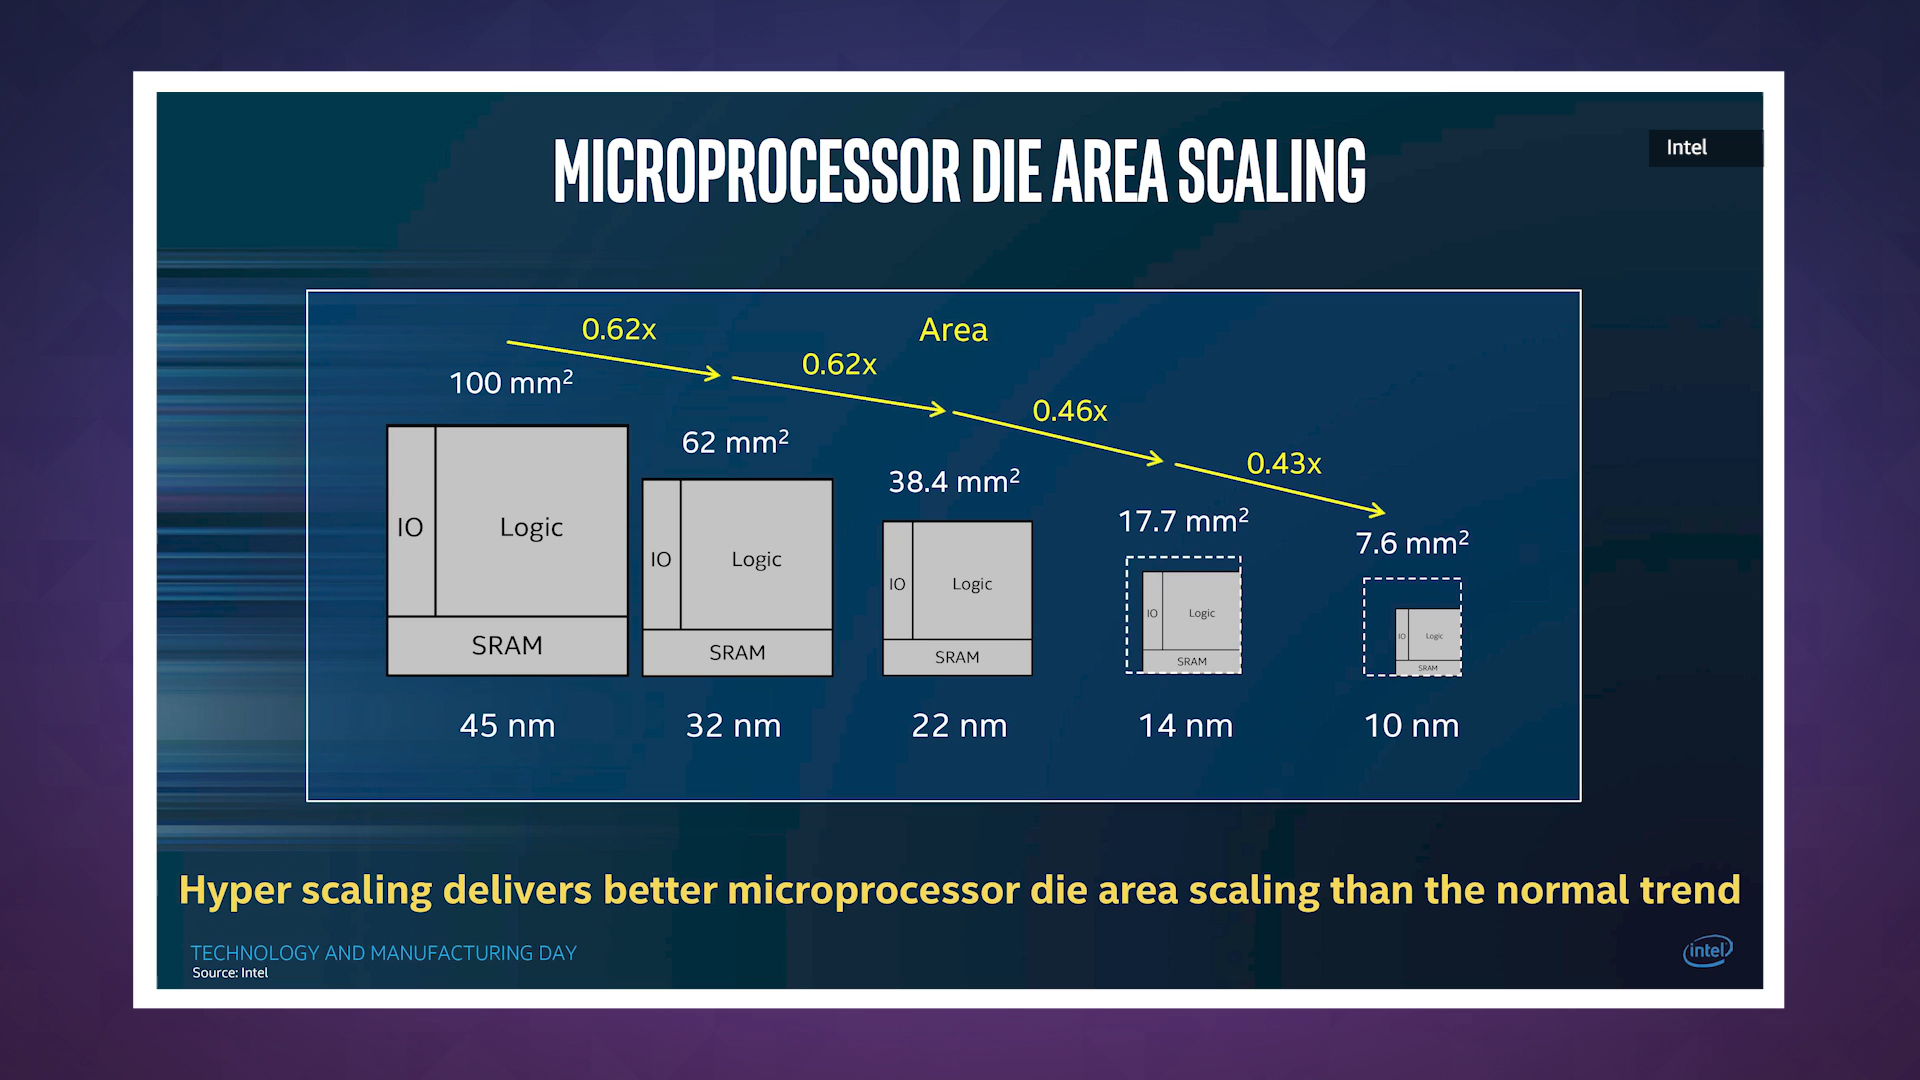 MICROPROCESSOR DIE AREA SCALING
Intel
0.62x
Area
0.62x
0.46x
0.43x
100 mm²
62 mm²
38.4 mm²
17.7 mm²
7.6 mm²
IO
Logic
SRAM
IO
Logic
SRAM
IO
Logic
SRAM
IO
Logic
SRAM
IO
Logic
SRAM
45 nm
32 nm
22 nm
14 nm
10 nm
Hyper scaling delivers better microprocessor die area scaling than the normal trend
TECHNOLOGY AND MANUFACTURING DAY
Source: Intel
intel